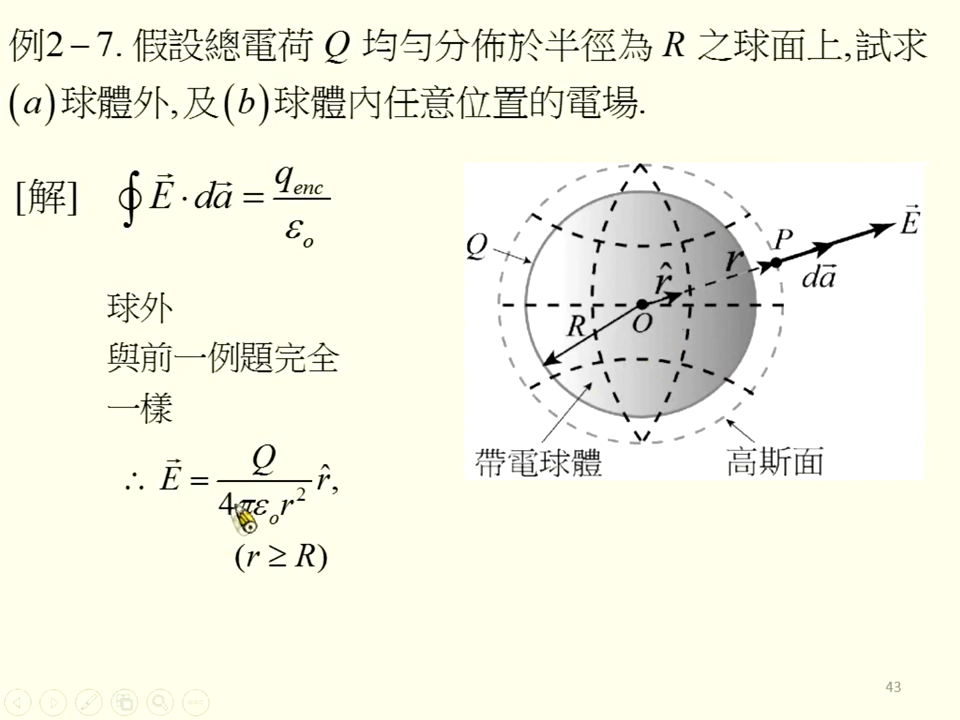 例2－7. 假設總電荷 Q 均勻分佈於半徑為 R 之球面上,試求
(a)球體外,及(b)球體內任意位置的電場.
[解] ∮E⃗·da⃗ = q_enc/ε_o
球外
與前一例題完全
一樣
∴ E⃗ = Q/(4πε_o r²) r̂,
(r ≥ R)
Q
P
E⃗
da⃗
r
r̂
R
O
帶電球體
高斯面
43